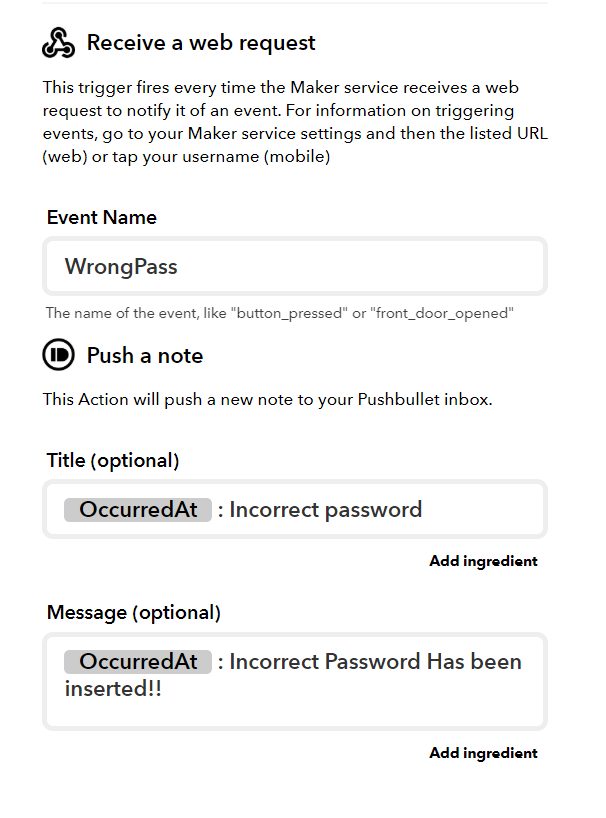 Receive a web request
This trigger fires every time the Maker service receives a web
request to notify it of an event. For information on triggering
events, go to your Maker service settings and then the listed URL
(web) or tap your username (mobile)
Event Name
WrongPass
The name of the event, like "button_pressed" or "front_door_opened"
Push a note
This Action will push a new note to your Pushbullet inbox.
Title (optional)
OccurredAt : Incorrect password
Add ingredient
Message (optional)
OccurredAt : Incorrect Password Has been
inserted!!
Add ingredient